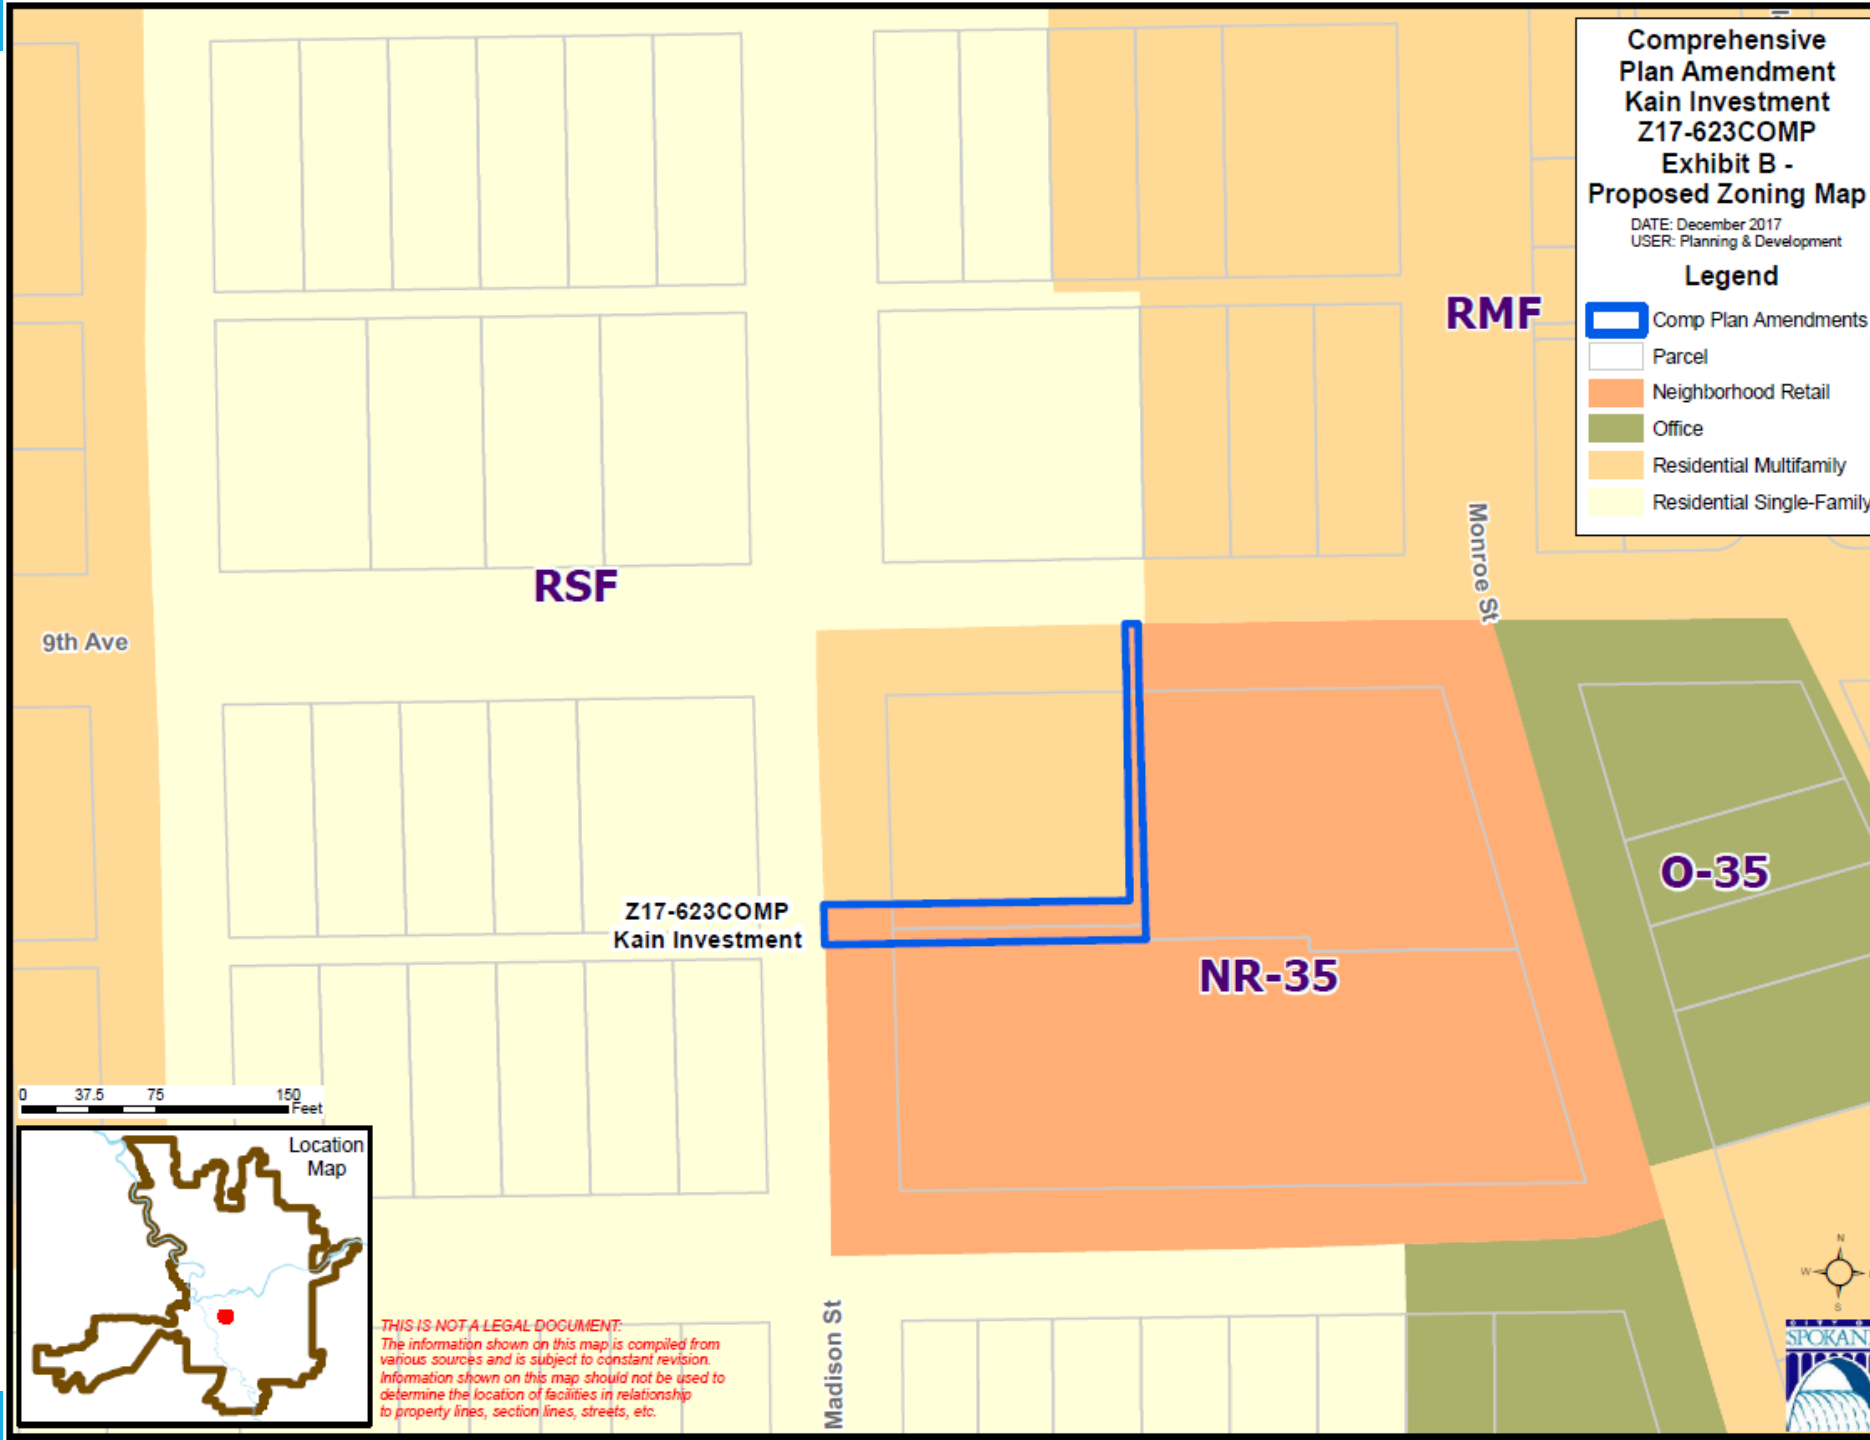 Comprehensive
Plan Amendment
Kain Investment
Z17-623COMP
Exhibit B -
Proposed Zoning Map
DATE: December 2017
USER: Planning & Development
Legend
Comp Plan Amendments
Parcel
Neighborhood Retail
Office
Residential Multifamily
Residential Single-Family
RMF
Monroe St
RSF
9th Ave
O-35
Z17-623COMP
Kain Investment
NR-35
0 37.5 75 150
Feet
Location
Map
Madison St
THIS IS NOT A LEGAL DOCUMENT:
The information shown on this map is compiled from
various sources and is subject to constant revision.
Information shown on this map should not be used to
determine the location of facilities in relationship
to property lines, section lines, streets, etc.
N
W
S
CITY O
SPOKAN